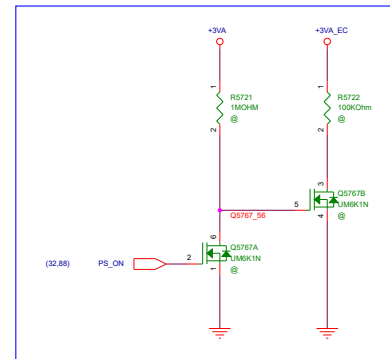 +3VA
+3VA_EC
1
R5721
1MOHM
2
@
1
R5722
100KOhm
2
@
3
Q5767B
5
UM6K1N
Q5767_56
4
@
6
Q5767A
(32,88)
PS_ON
2
UM6K1N
1
@